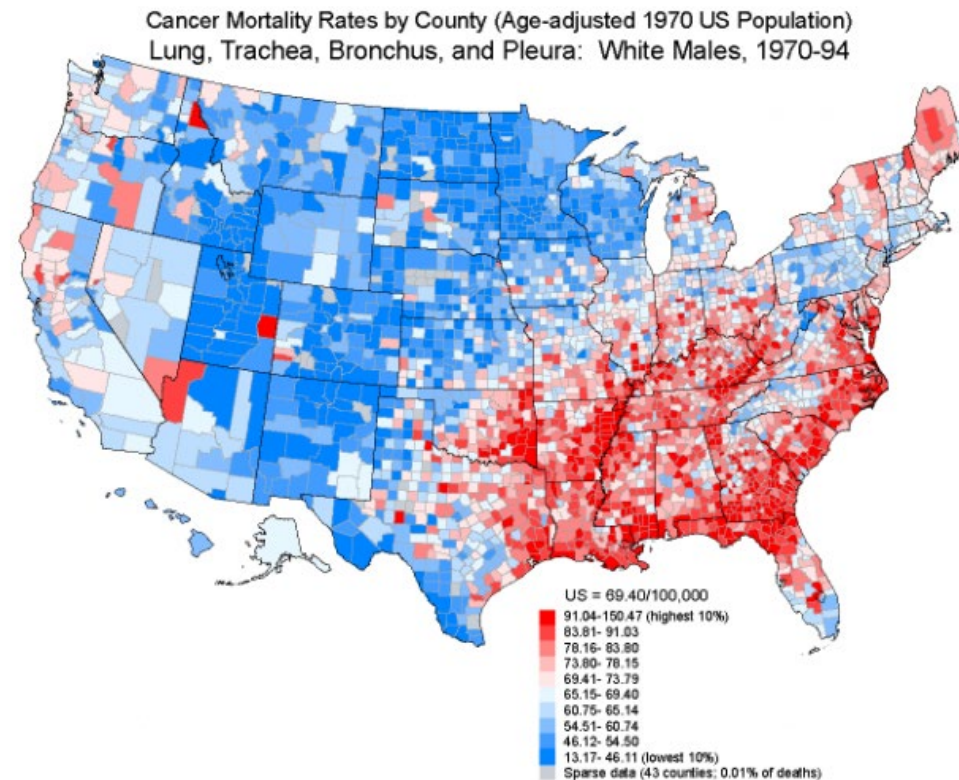 Cancer Mortality Rates by County (Age-adjusted 1970 US Population)
Lung, Trachea, Bronchus, and Pleura: White Males, 1970-94
US = 69.40/100,000
91.04-150.47 (highest 10%)
83.81- 91.03
78.16- 83.80
73.80- 78.15
69.41- 73.79
65.15- 69.40
60.75- 65.14
54.51- 60.74
46.12- 54.50
13.17- 46.11 (lowest 10%)
Sparse data (43 counties; 0.01% of deaths)